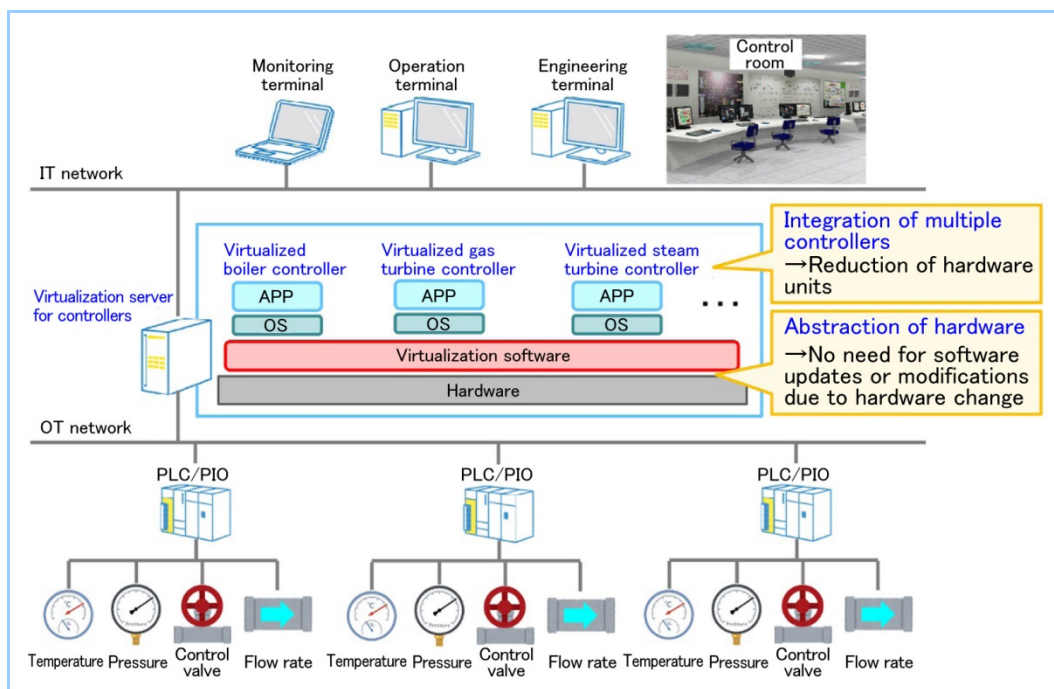 Control
room
Monitoring
terminal
Operation
terminal
Engineering
terminal
IT network
Integration of multiple
controllers
→Reduction of hardware
units
Virtualized
boiler controller
Virtualized gas
turbine controller
Virtualized steam
turbine controller
Virtualization server
for controllers
APP
APP
APP
...
OS
OS
OS
Abstraction of hardware
→No need for software
updates or modifications
due to hardware change
Virtualization software
Hardware
OT network
PLC/PIO
PLC/PIO
PLC/PIO
°C
Pressure
°C
Pressure
°C
Pressure
Temperature
Pressure
Control
valve
Flow rate
Temperature
Pressure
Control
valve
Flow rate
Temperature
Pressure
Control
valve
Flow rate